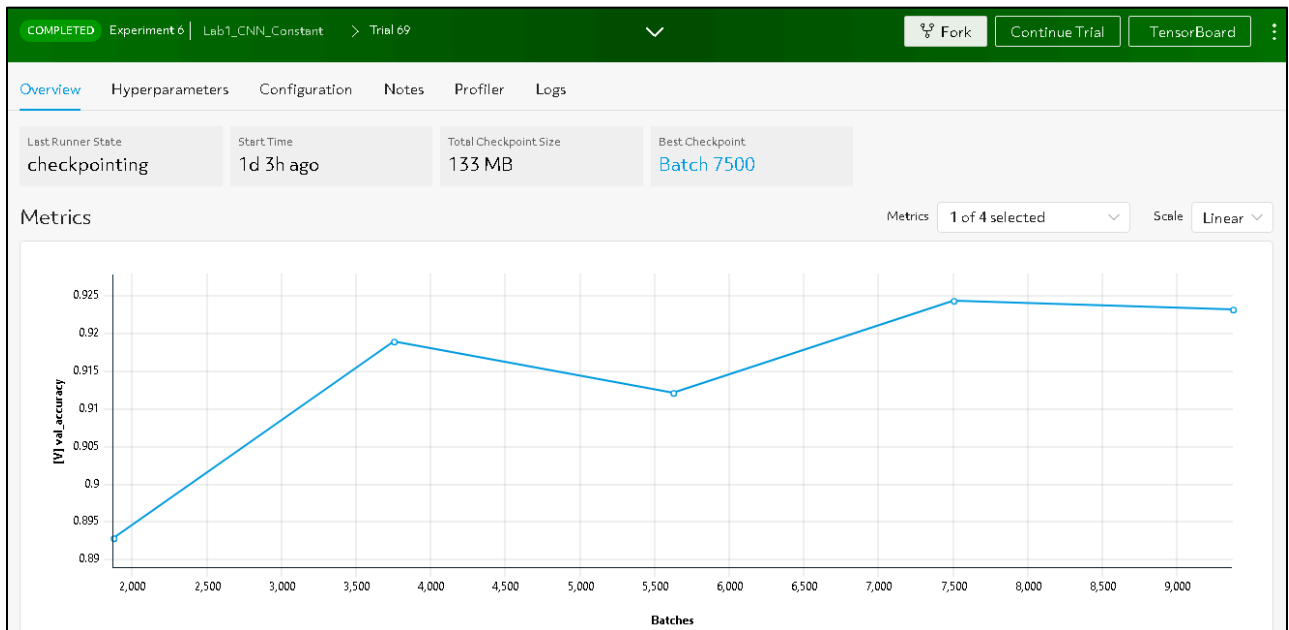 COMPLETED Experiment 6 | Lab1_CNN_Constant > Trial 69 Fork Continue Trial TensorBoard
Overview Hyperparameters Configuration Notes Profiler Logs
Last Runner State Start Time Total Checkpoint Size Best Checkpoint
checkpointing 1d 3h ago 133 MB Batch 7500
Metrics Metrics 1 of 4 selected Scale Linear
0.925
0.92
0.915
0.91
0.905
0.9
0.895
0.89
[V] val_accuracy
2,000 2,500 3,000 3,500 4,000 4,500 5,000 5,500 6,000 6,500 7,000 7,500 8,000 8,500 9,000
Batches